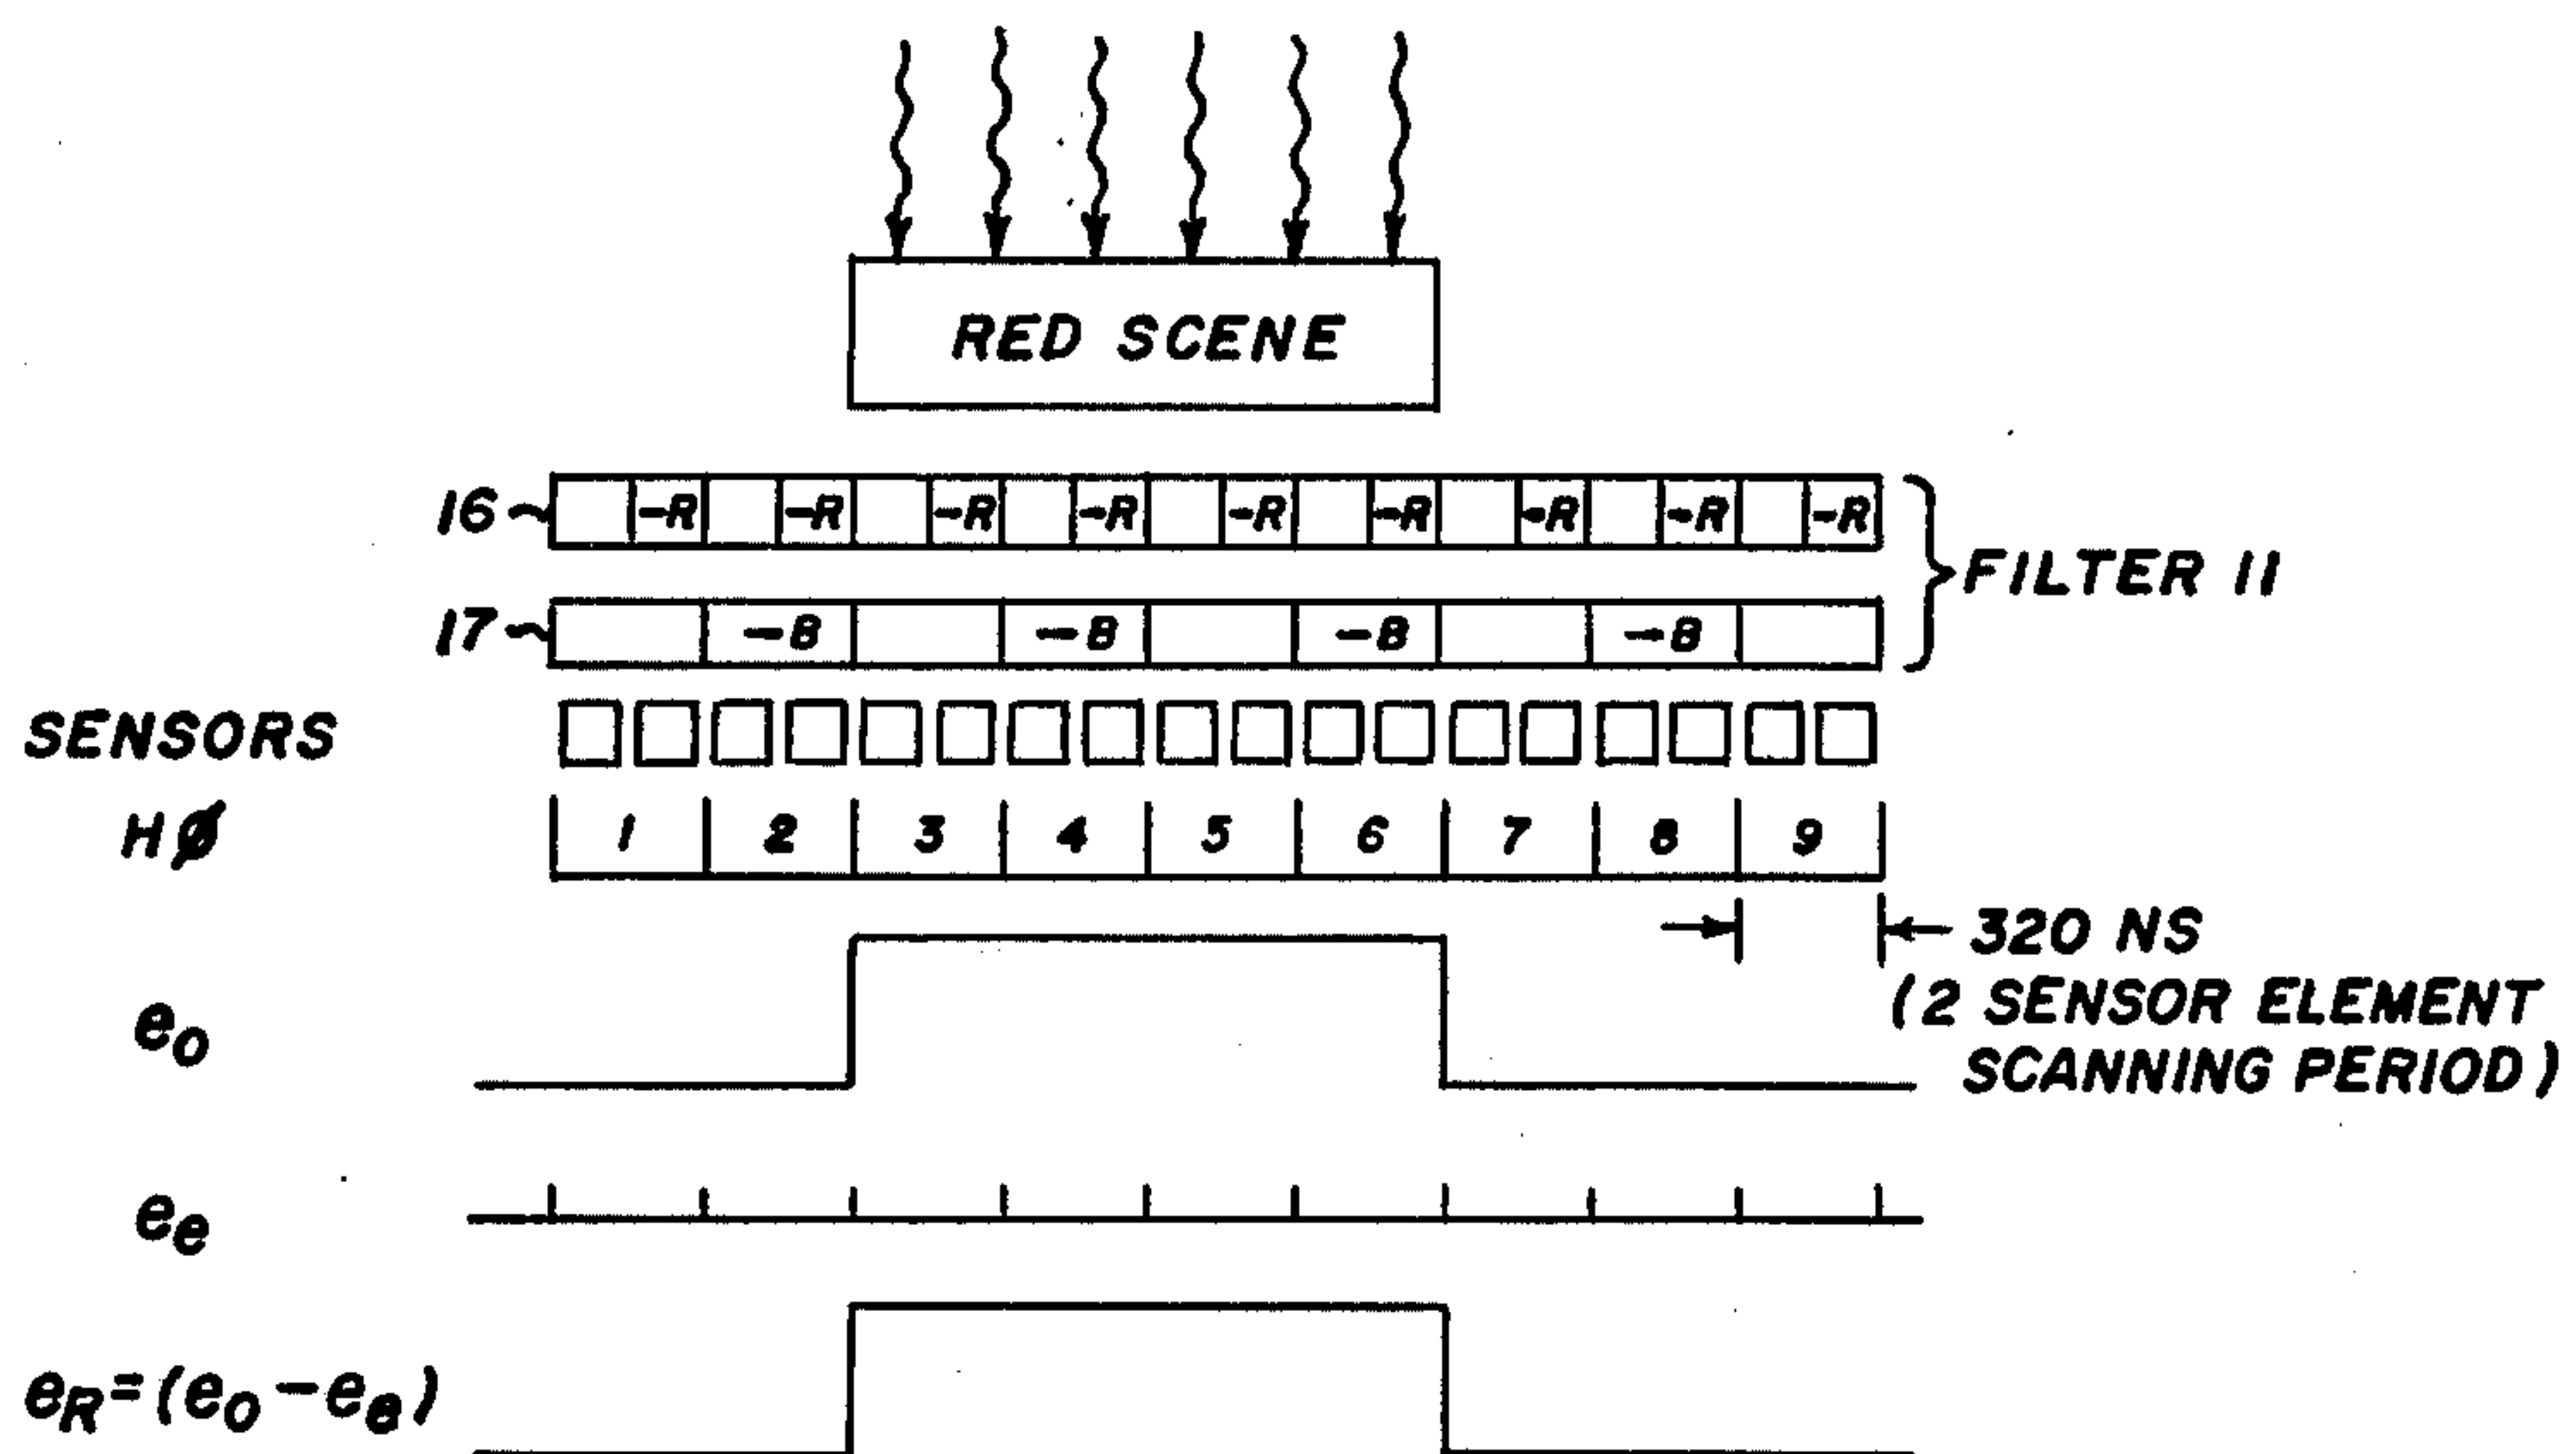 RED SCENE
16 -R -R -R -R -R -R -R -R -R
FILTER 11
17 -B -B -B -B
SENSORS
HØ 1 2 3 4 5 6 7 8 9
320 NS
(2 SENSOR ELEMENT
SCANNING PERIOD)
eo
ee
eR=(eo-ee)